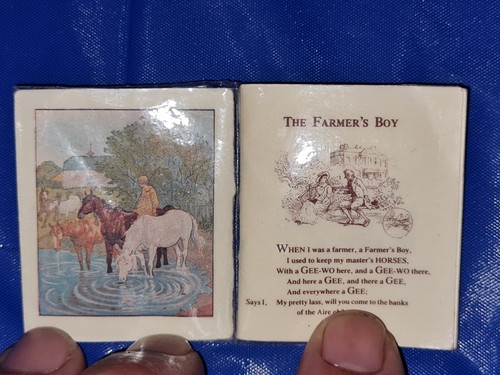 THE FARMER'S BOY
WHEN I was a farmer, a Farmer's Boy,
I used to keep my master's HORSES,
With a GEE-WO here, and a GEE-WO there,
And here a GEE, and there a GEE,
And everywhere a GEE;
Says I, My pretty lass, will you come to the banks
of the Aire